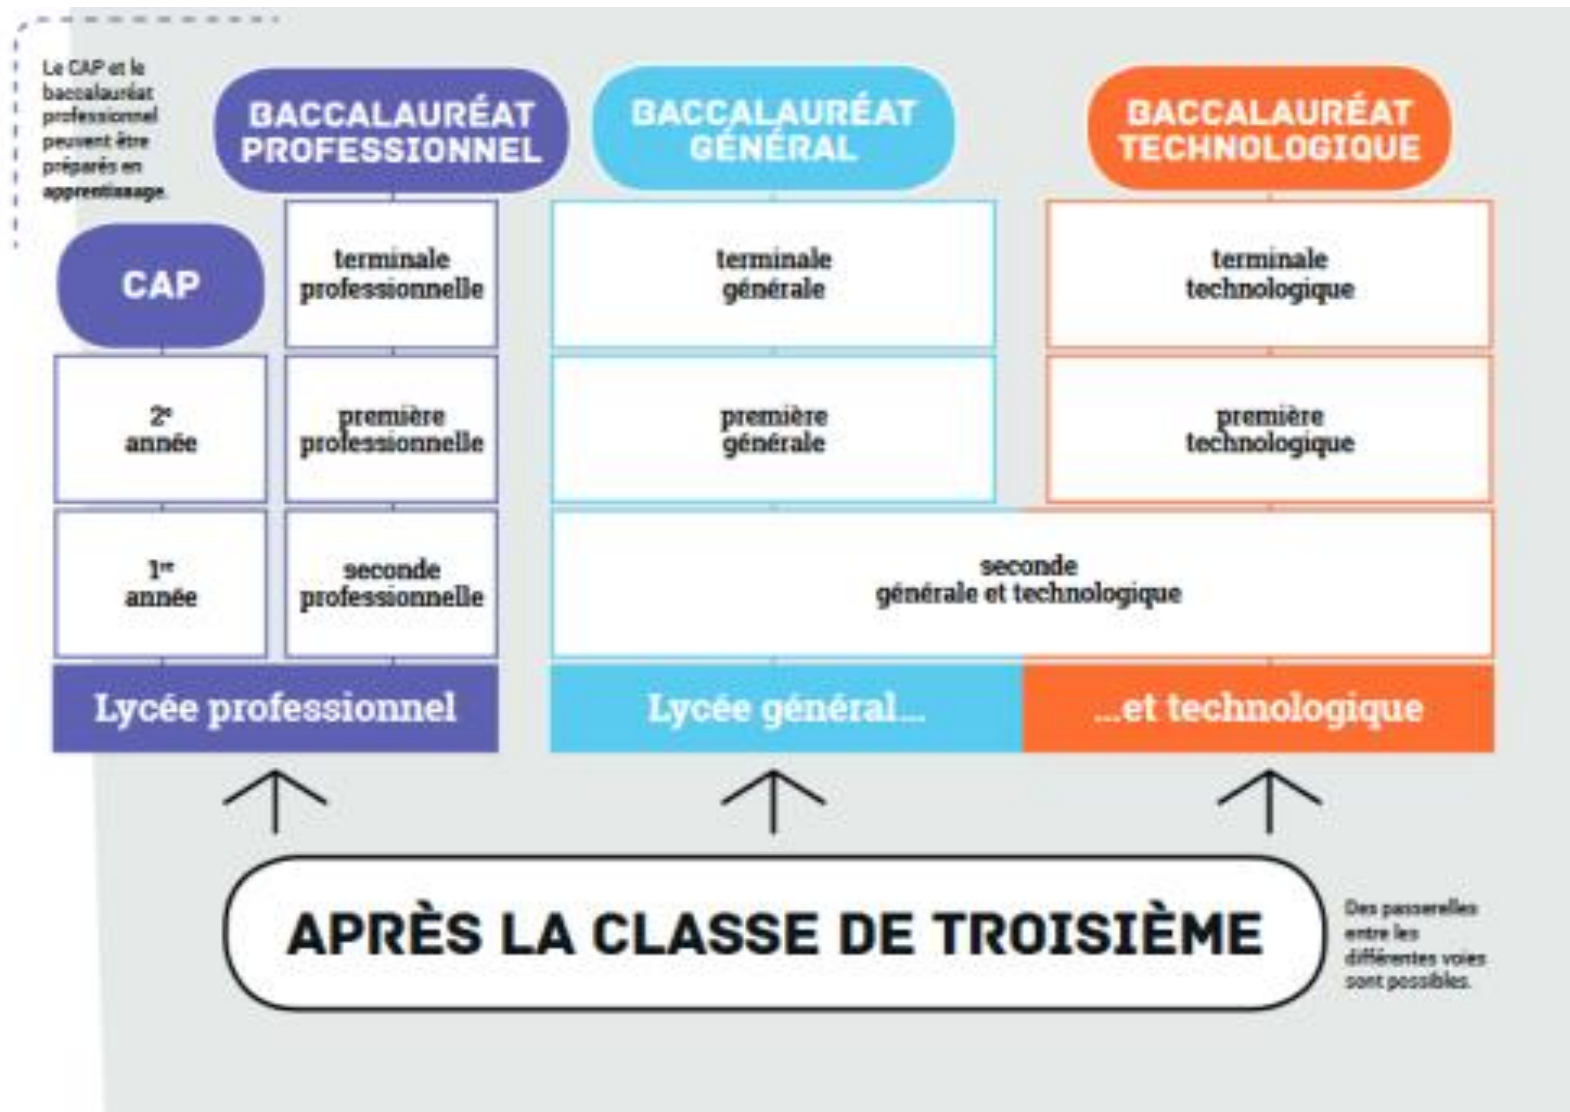 Le CAP et le
baccalauréat
professionnel
peuvent être
préparés en
apprentissage.
BACCALAURÉAT
PROFESSIONNEL
BACCALAURÉAT
GÉNÉRAL
BACCALAURÉAT
TECHNOLOGIQUE
CAP
terminale
professionnelle
terminale
générale
terminale
technologique
2e
année
première
professionnelle
première
générale
première
technologique
1re
année
seconde
professionnelle
seconde
générale et technologique
Lycée professionnel
Lycée général...
...et technologique
APRÈS LA CLASSE DE TROISIÈME
Des passerelles
entre les
différentes voies
sont possibles.